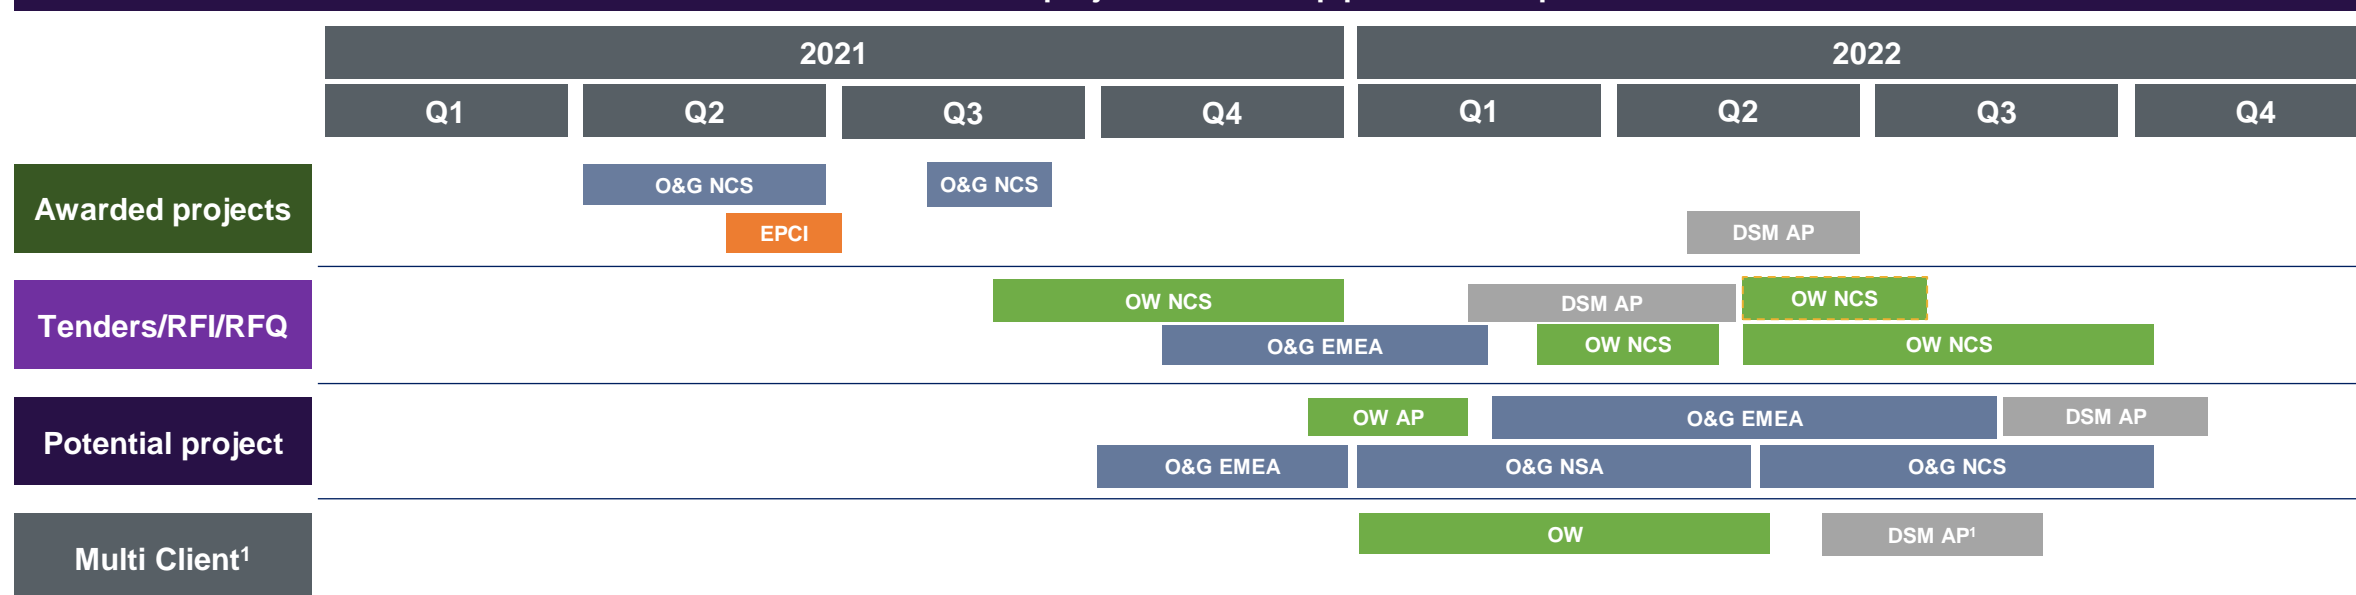 2021 2022
Q1 Q2 Q3 Q4 Q1 Q2 Q3 Q4
Awarded projects
O&G NCS O&G NCS
EPCI DSM AP
Tenders/RFI/RFQ
OW NCS DSM AP OW NCS
O&G EMEA OW NCS OW NCS
Potential project
OW AP O&G EMEA DSM AP
O&G EMEA O&G NSA O&G NCS
Multi Client¹
OW DSM AP¹